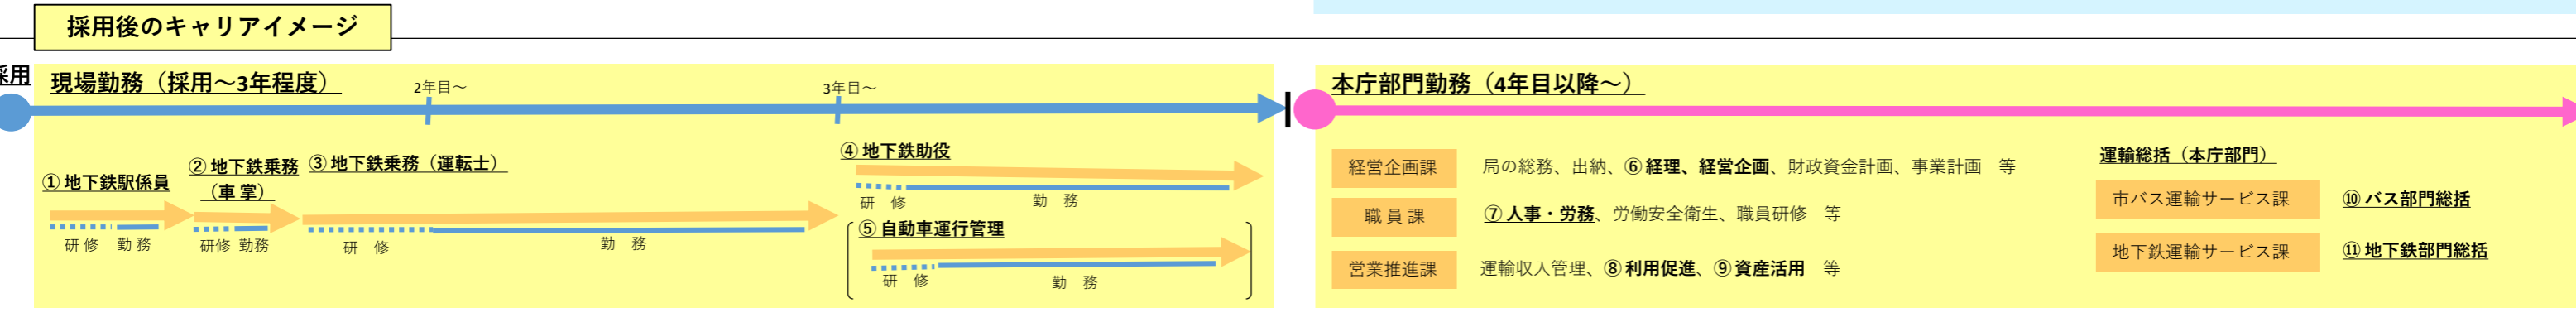 採用後のキャリアイメージ
採用
現場勤務（採用～3年程度）
2年目～
3年目～
① 地下鉄駅係員
研 修 勤 務
② 地下鉄乗務
（車 掌）
研修 勤務
③ 地下鉄乗務（運転士）
研 修 勤 務
④ 地下鉄助役
研 修 勤 務
⑤ 自動車運行管理
研 修 勤 務
本庁部門勤務（4年目以降～）
経営企画課 局の総務、出納、⑥ 経理、経営企画、財政資金計画、事業計画 等
職 員 課 ⑦ 人事・労務、労働安全衛生、職員研修 等
営業推進課 運輸収入管理、⑧ 利用促進、⑨ 資産活用 等
運輸総括（本庁部門）
市バス運輸サービス課 ⑩ バス部門総括
地下鉄運輸サービス課 ⑪ 地下鉄部門総括